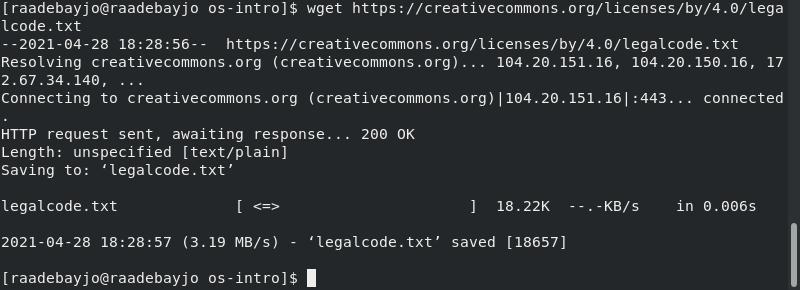 [raadebayjo@raadebayjo os-intro]$ wget https://creativecommons.org/licenses/by/4.0/lega
lcode.txt
--2021-04-28 18:28:56--  https://creativecommons.org/licenses/by/4.0/legalcode.txt
Resolving creativecommons.org (creativecommons.org)... 104.20.151.16, 104.20.150.16, 17
2.67.34.140, ...
Connecting to creativecommons.org (creativecommons.org)|104.20.151.16|:443... connected
.
HTTP request sent, awaiting response... 200 OK
Length: unspecified [text/plain]
Saving to: ‘legalcode.txt’
legalcode.txt             [ <=>                      ]  18.22K  --.-KB/s    in 0.006s
2021-04-28 18:28:57 (3.19 MB/s) - ‘legalcode.txt’ saved [18657]
[raadebayjo@raadebayjo os-intro]$